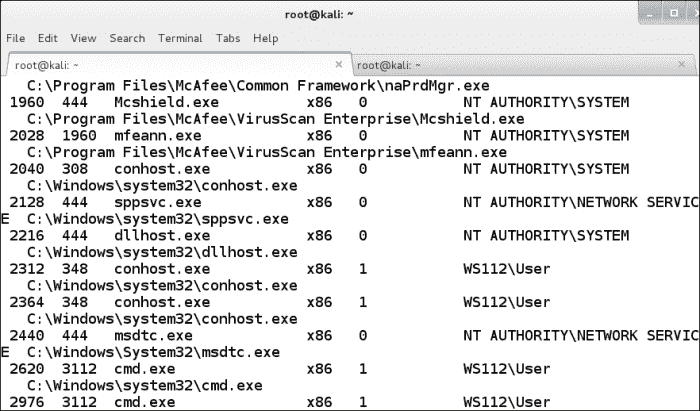 root@kali: ~
File Edit View Search Terminal Tabs Help
root@kali: ~ × root@kali: ~ ×
C:\Program Files\McAfee\Common Framework\naPrdMgr.exe
1960 444 Mcshield.exe x86 0 NT AUTHORITY\SYSTEM
C:\Program Files\McAfee\VirusScan Enterprise\Mcshield.exe
2028 1960 mfeann.exe x86 0 NT AUTHORITY\SYSTEM
C:\Program Files\McAfee\VirusScan Enterprise\mfeann.exe
2040 308 conhost.exe x86 0 NT AUTHORITY\SYSTEM
C:\Windows\system32\conhost.exe
2128 444 sppsvc.exe x86 0 NT AUTHORITY\NETWORK SERVIC
E C:\Windows\system32\sppsvc.exe
2216 444 dllhost.exe x86 0 NT AUTHORITY\SYSTEM
C:\Windows\system32\dllhost.exe
2312 348 conhost.exe x86 1 WS112\User
C:\Windows\system32\conhost.exe
2364 348 conhost.exe x86 1 WS112\User
C:\Windows\system32\conhost.exe
2440 444 msdtc.exe x86 0 NT AUTHORITY\NETWORK SERVIC
E C:\Windows\System32\msdtc.exe
2620 3112 cmd.exe x86 1 WS112\User
C:\Windows\system32\cmd.exe
2976 3112 cmd.exe x86 1 WS112\User